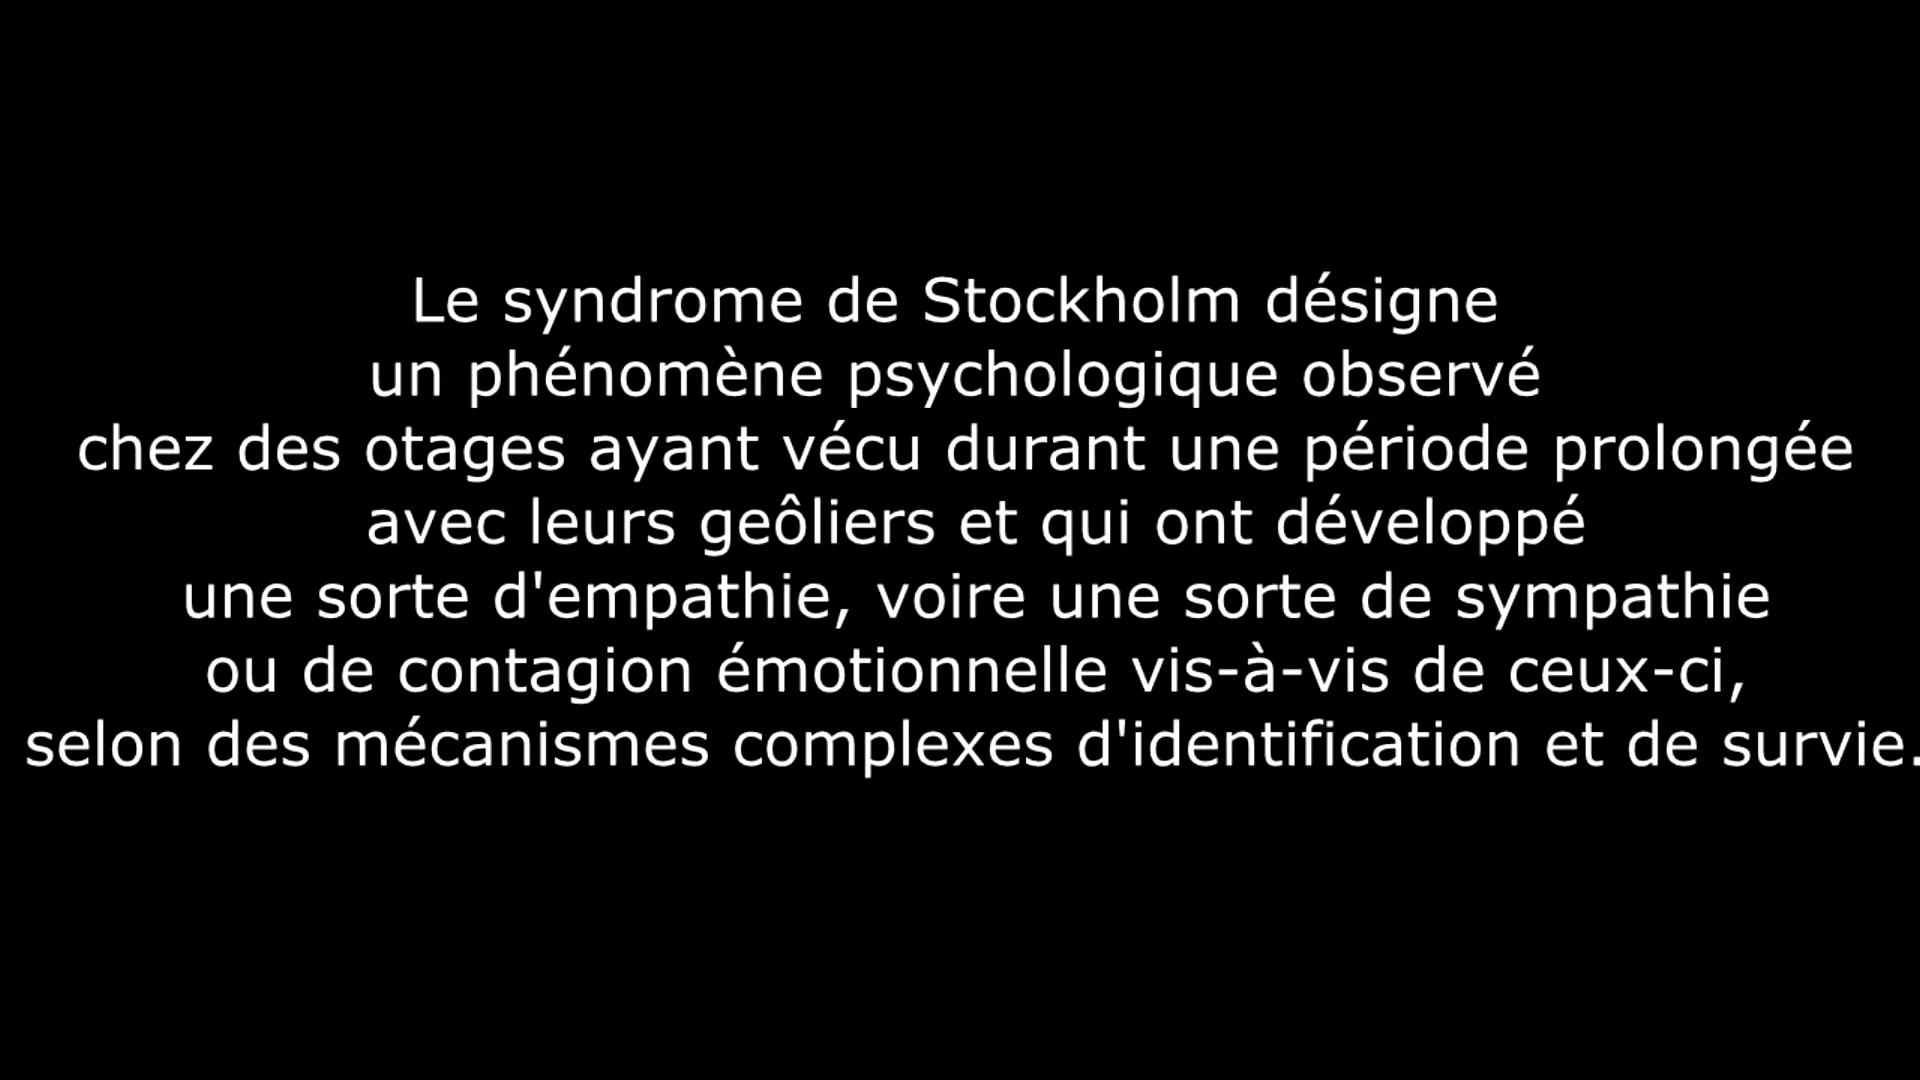 Le syndrome de Stockholm désigne
un phénomène psychologique observé
chez des otages ayant vécu durant une période prolongée
avec leurs geôliers et qui ont développé
une sorte d'empathie, voire une sorte de sympathie
ou de contagion émotionnelle vis-à-vis de ceux-ci,
selon des mécanismes complexes d'identification et de survie.